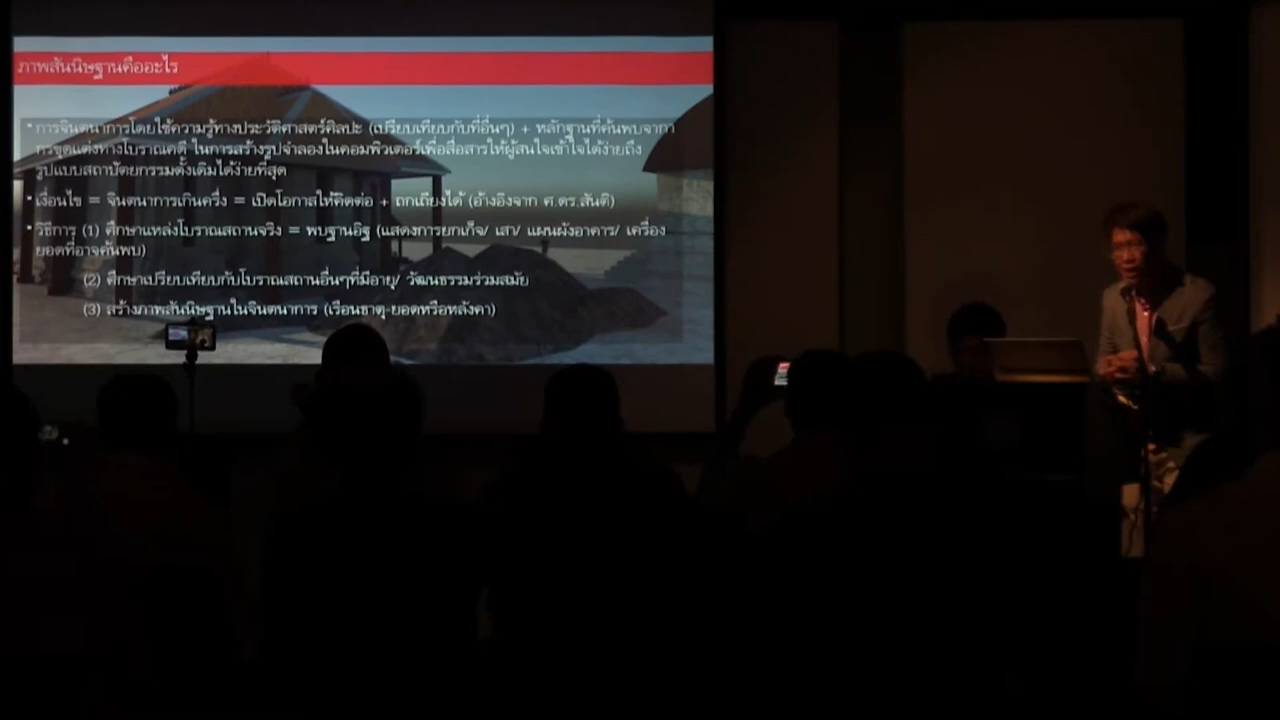 ภาพสันนิษฐานคืออะไร
การจินตนาการโดยใช้ความรู้ทางประวัติศาสตร์ศิลปะ (เปรียบเทียบกับที่อื่นๆ) + หลักฐานที่ค้นพบจากกา
กรขุดแต่งทางโบราณคดี ในการสร้างรูปจำลองในคอมพิวเตอร์เพื่อสื่อสารให้ผู้สนใจเข้าใจได้ง่ายถึง
รูปแบบสถาปัตยกรรมดั้งเดิมได้ง่ายที่สุด
เงื่อนไข = จินตนาการเกินครึ่ง = เปิดโอกาสให้คิดต่อ + ถกเถียงได้ (อ้างอิงจาก ศ.ดร.สันติ)
วิธีการ (1) ศึกษาแหล่งโบราณสถานจริง = พบฐานอิฐ (แสดงการยกเก็จ/ เสา/ แผนผังอาคาร/ เครื่อง
ยอดที่อาจค้นพบ)
(2) ศึกษาเปรียบเทียบกับโบราณสถานอื่นๆที่มีอายุ/ วัฒนธรรมร่วมสมัย
(3) สร้างภาพสันนิษฐานในจินตนาการ (เรือนธาตุ-ยอดหรือหลังคา)